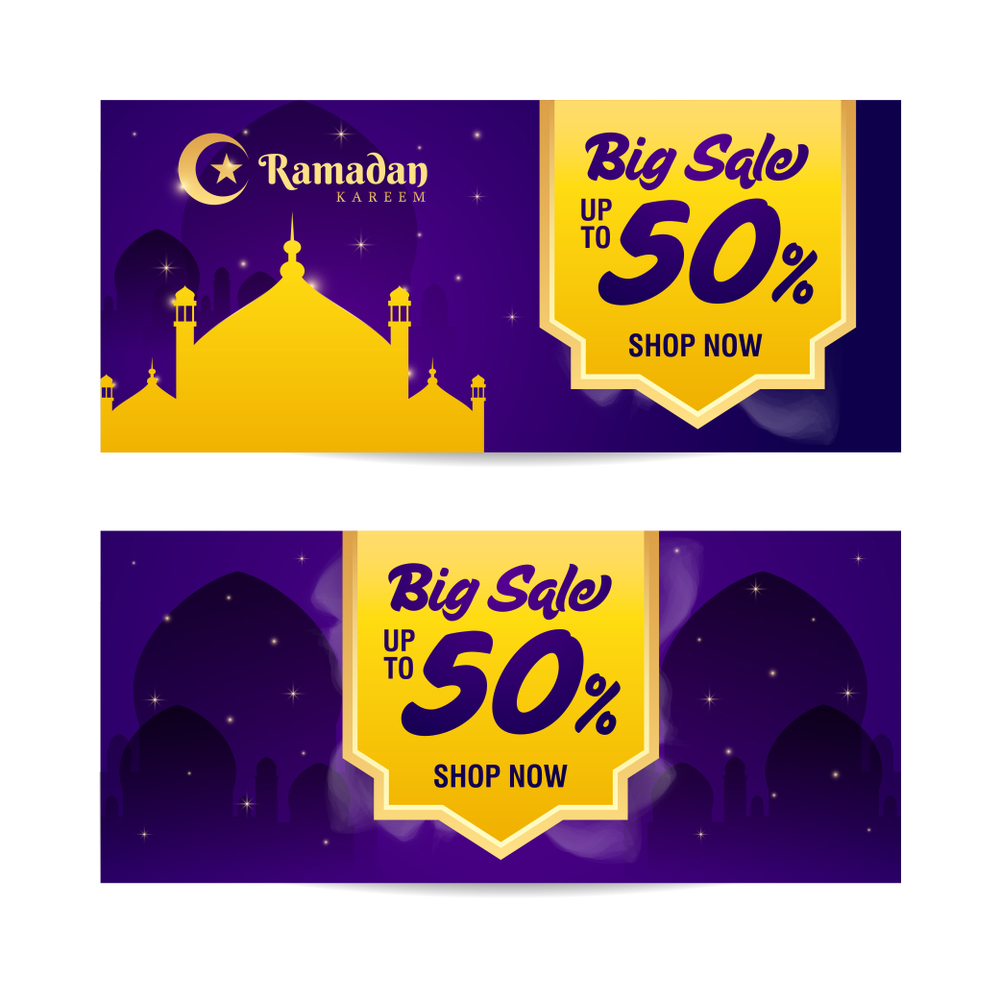 Ramadan
KAREEM
Big Sale
UP
TO
50%
SHOP NOW
Big Sale
UP
TO
50%
SHOP NOW